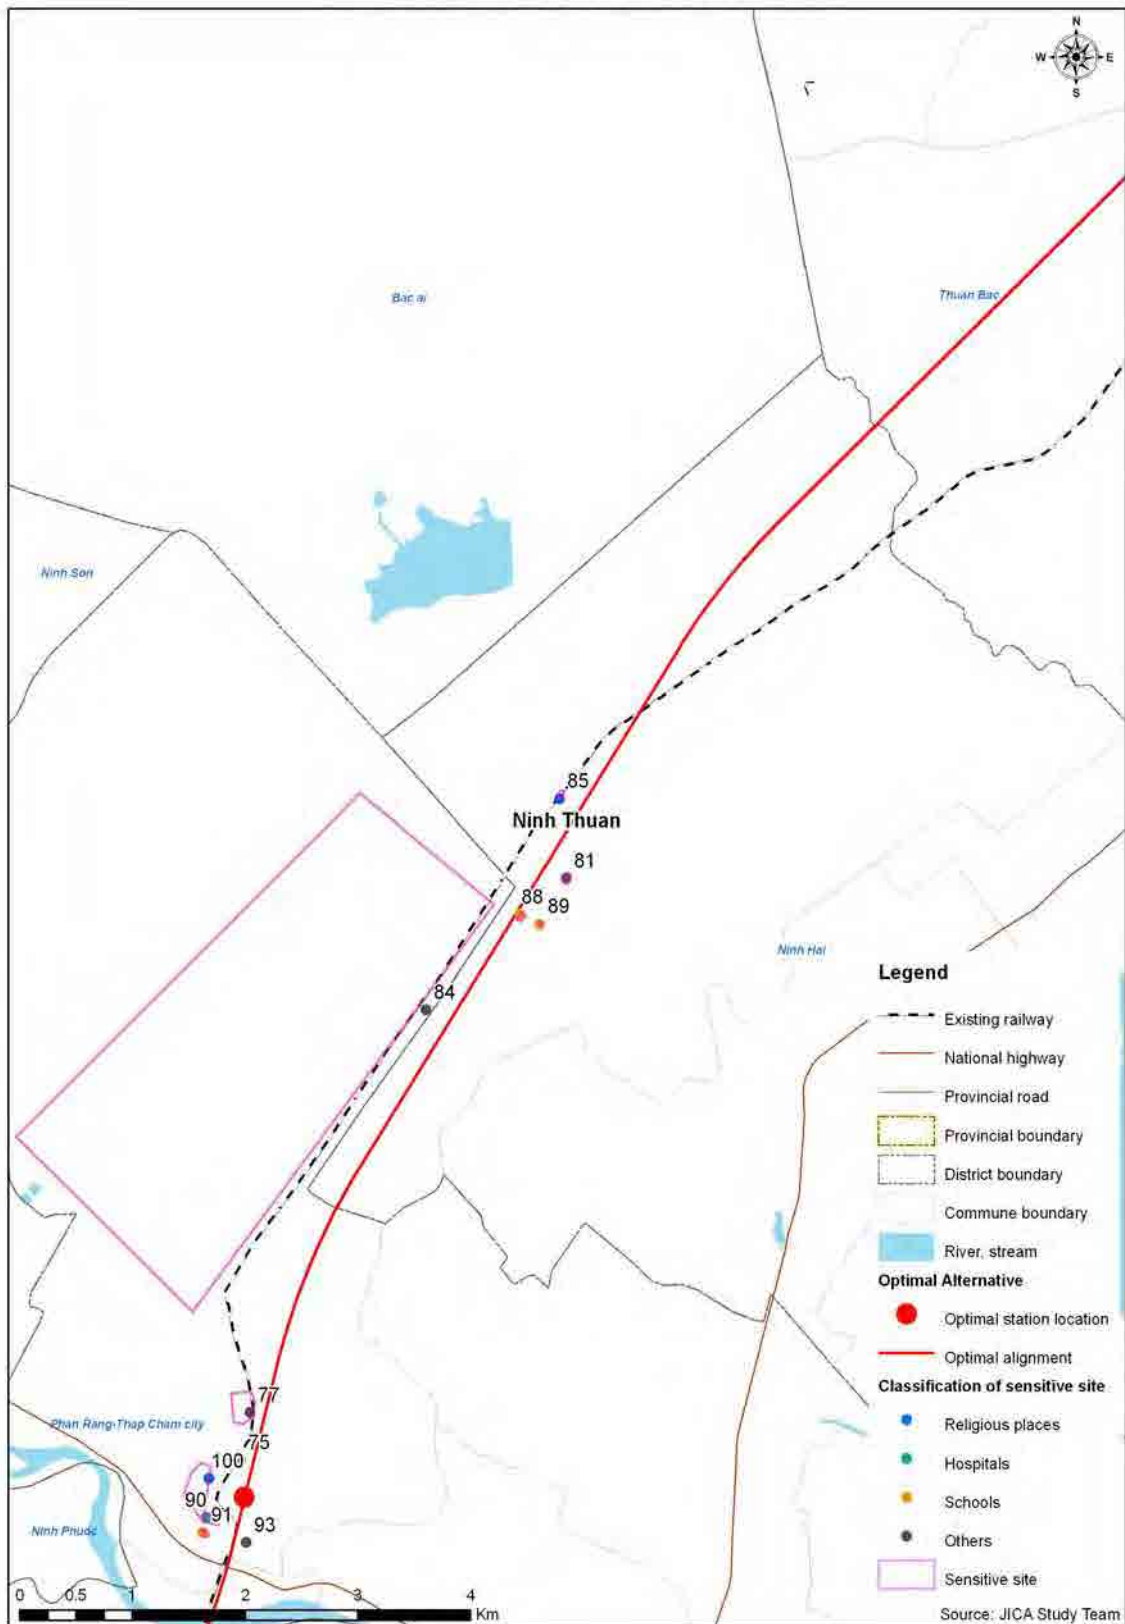 N
W E
S
Bac ai
Thuan Bac
Ninh Son
85
Ninh Thuan
81
88
89
Ninh Hai
84
77
Phan Rang-Thap Cham city
75
100
90
91
93
Ninh Phuoc
0 0.5 1 2 3 4
Km
Legend
Existing railway
National highway
Provincial road
Provincial boundary
District boundary
Commune boundary
River, stream
Optimal Alternative
Optimal station location
Optimal alignment
Classification of sensitive site
Religious places
Hospitals
Schools
Others
Sensitive site
Source: JICA Study Team